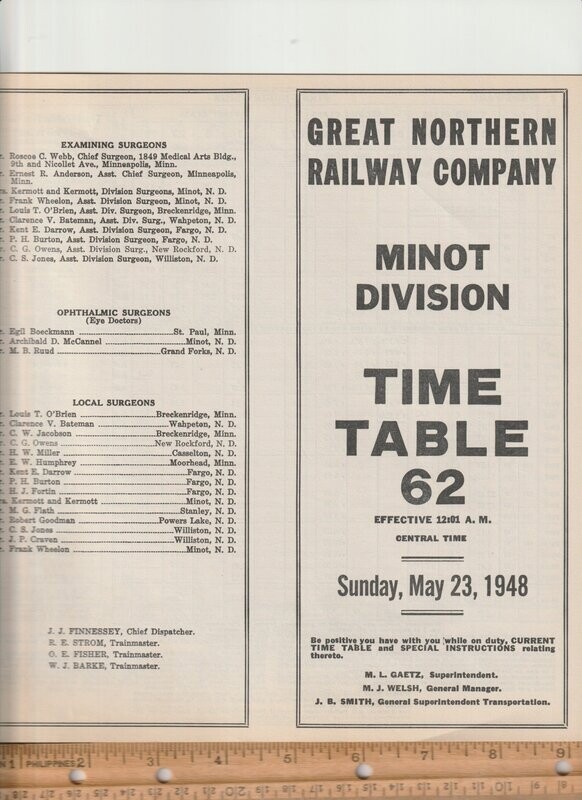 EXAMINING SURGEONS
Roscoe C. Webb, Chief Surgeon, 1849 Medical Arts Bldg.,
9th and Nicollet Ave., Minneapolis, Minn.
Ernest R. Anderson, Asst. Chief Surgeon, Minneapolis,
Minn.
Kermott and Kermott, Division Surgeons, Minot, N. D.
Frank Wheelon, Asst. Division Surgeon, Minot, N. D.
Louis T. O'Brien, Asst. Div. Surgeon, Breckenridge, Minn.
Clarence V. Bateman, Asst. Div. Surg., Wahpeton, N. D.
Kent E. Darrow, Asst. Division Surgeon, Fargo, N. D.
P. H. Burton, Asst. Division Surgeon, Fargo, N. D.
C. G. Owens, Asst. Division Surg., New Rockford, N. D.
C. S. Jones, Asst. Division Surgeon, Williston, N. D.
OPHTHALMIC SURGEONS
(Eye Doctors)
Egil Boeckmann St. Paul, Minn.
Archibald D. McCannel Minot, N. D.
M. B. Ruud Grand Forks, N. D.
LOCAL SURGEONS
Louis T. O'Brien Breckenridge, Minn.
Clarence V. Bateman Wahpeton, N. D.
C. W. Jacobson Breckenridge, Minn.
C. G. Owens New Rockford, N. D.
H. W. Miller Casselton, N. D.
E. W. Humphrey Moorhead, Minn.
Kent E. Darrow Fargo, N. D.
P. H. Burton Fargo, N. D.
H. J. Fortin Fargo, N. D.
Kermott and Kermott Minot, N. D.
M. G. Flath Stanley, N. D.
Robert Goodman Powers Lake, N. D.
C. S. Jones Williston, N. D.
J. P. Craven Williston, N. D.
Frank Wheelon Minot, N. D.
J. J. FINNESSEY, Chief Dispatcher.
R. E. STROM, Trainmaster.
O. E. FISHER, Trainmaster.
W. J. BARKE, Trainmaster.
GREAT NORTHERN
RAILWAY COMPANY
MINOT
DIVISION
TIME
TABLE
62
EFFECTIVE 12:01 A. M.
CENTRAL TIME
Sunday, May 23, 1948
Be positive you have with you while on duty, CURRENT
TIME TABLE and SPECIAL INSTRUCTIONS relating
thereto.
M. L. GAETZ, Superintendent.
M. J. WELSH, General Manager.
J. B. SMITH, General Superintendent Transportation.
1 PHILIPPINES 2 3 4 5 6 7 8 9